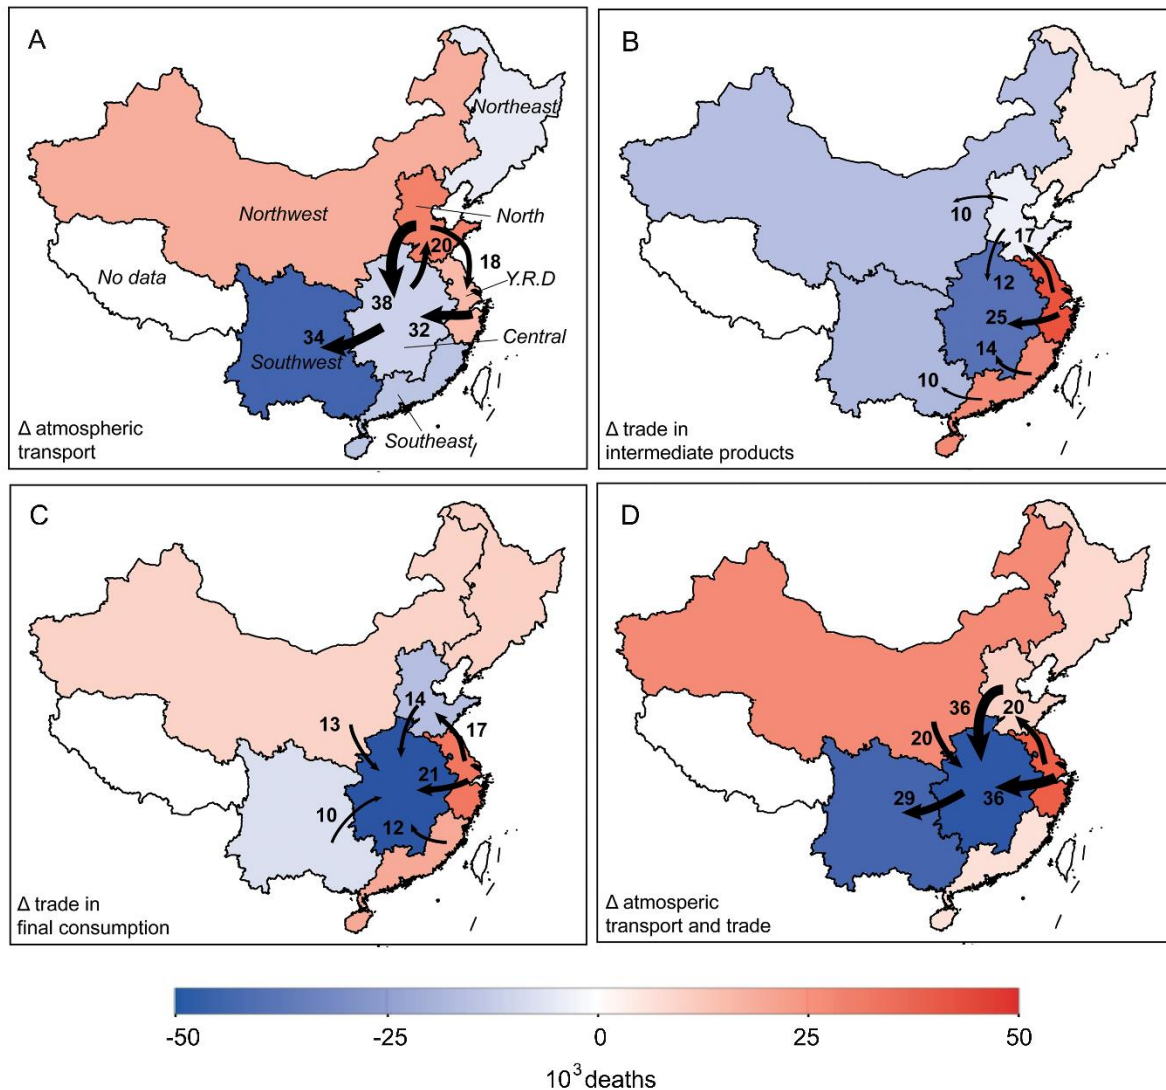 A
Northeast
Northwest
North
20
18
No data
Y.R.D
38
32
34
Central
Southwest
Southeast
Δ atmospheric
transport
B
10
17
12
25
14
10
Δ trade in
intermediate products
C
14
13
17
21
10
12
Δ trade in
final consumption
D
36
20
20
29
36
Δ atmosperic
transport and trade
-50
-25
0
25
50
10³ deaths